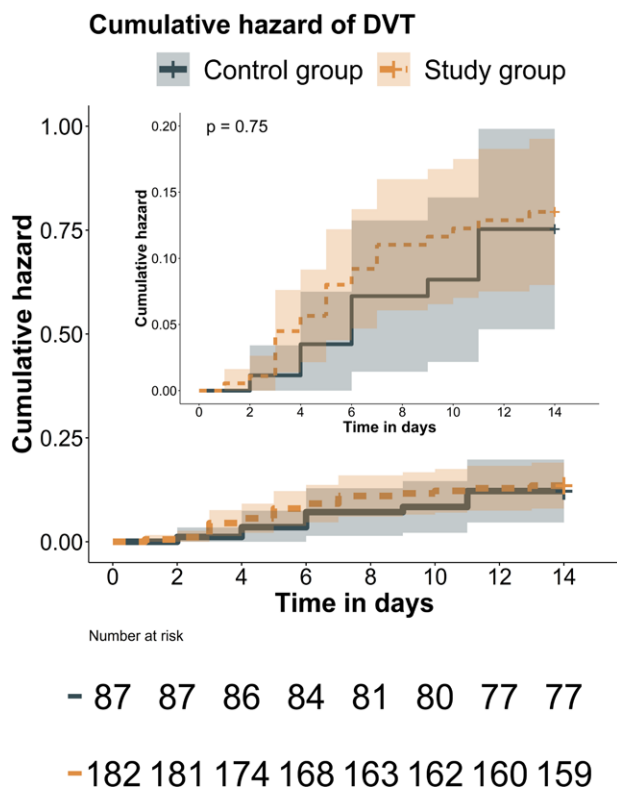 Cumulative hazard of DVT
Control group Study group
Cumulative hazard
1.00
0.75
0.50
0.25
0.00
Cumulative hazard
0.20
0.15
0.10
0.05
0.00
p = 0.75
0 2 4 6 8 10 12 14
Time in days
0 2 4 6 8 10 12 14
Time in days
Number at risk
87 87 86 84 81 80 77 77
182 181 174 168 163 162 160 159